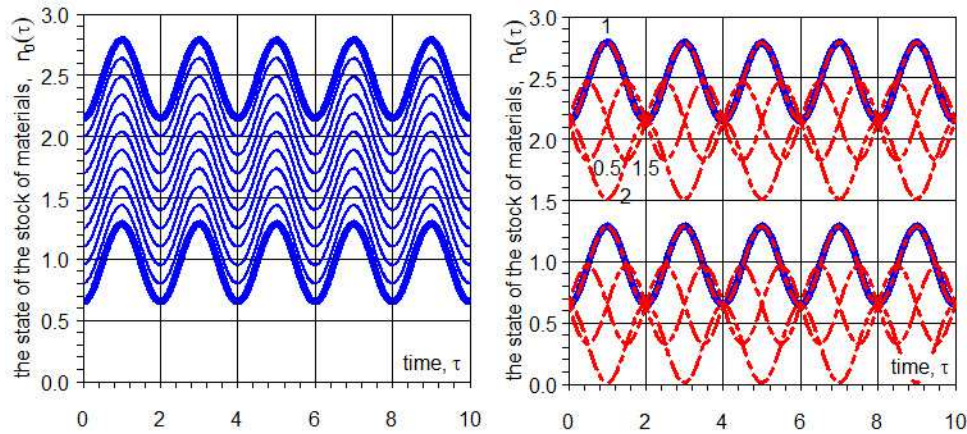 the state of the stock of materials, n₀(τ)
3.0
2.5
2.0
1.5
1.0
0.5
0.0
time, τ
0 2 4 6 8 10
the state of the stock of materials, n₀(τ)
3.0
2.5
2.0
1.5
1.0
0.5
0.0
1
0.5, 1.5
2
time, τ
0 2 4 6 8 10